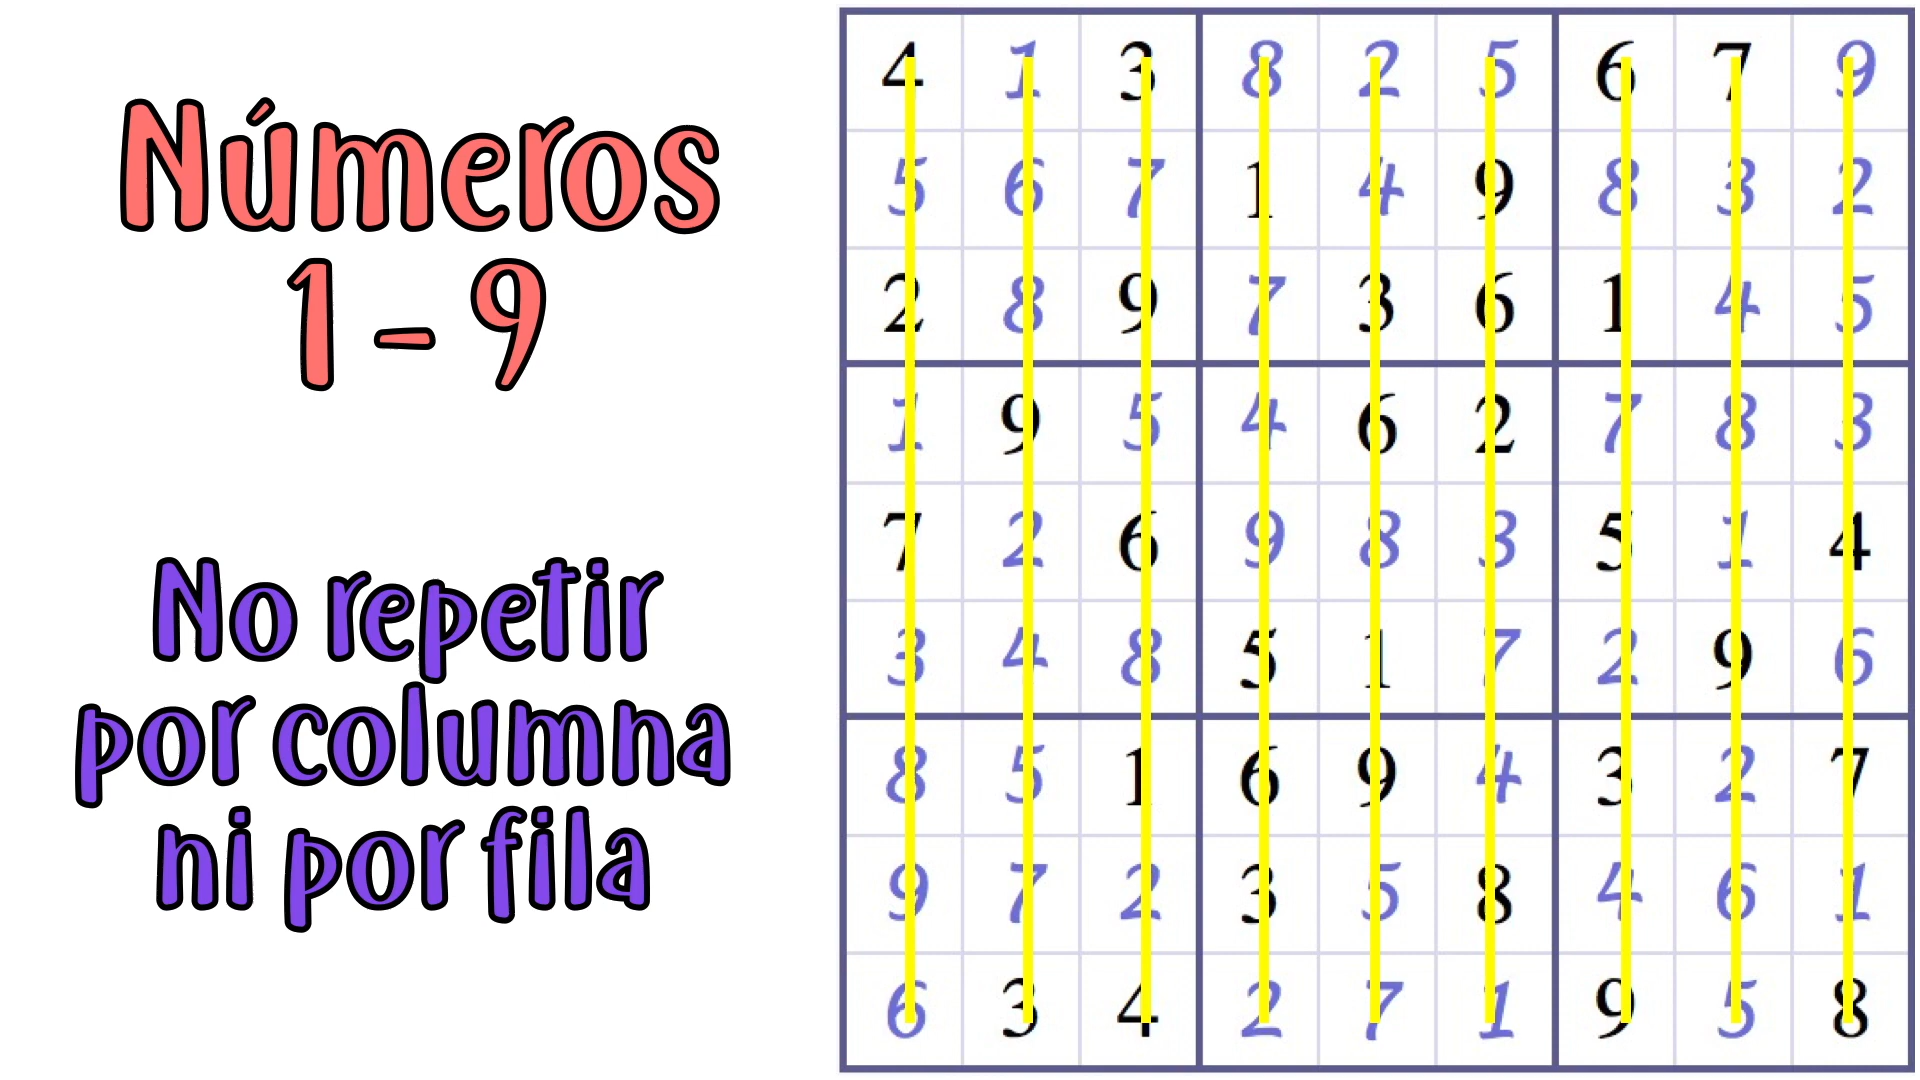 Números
1 - 9
No repetir
por columna
ni por fila
4 1 3 8 2 5 6 7 9
5 6 7 1 4 9 8 3 2
2 8 9 7 3 6 1 4 5
1 9 5 4 6 2 7 8 3
7 2 6 9 8 3 5 1 4
3 4 8 5 1 7 2 9 6
8 5 1 6 9 4 3 2 7
9 7 2 3 5 8 4 6 1
6 3 4 2 7 1 9 5 8